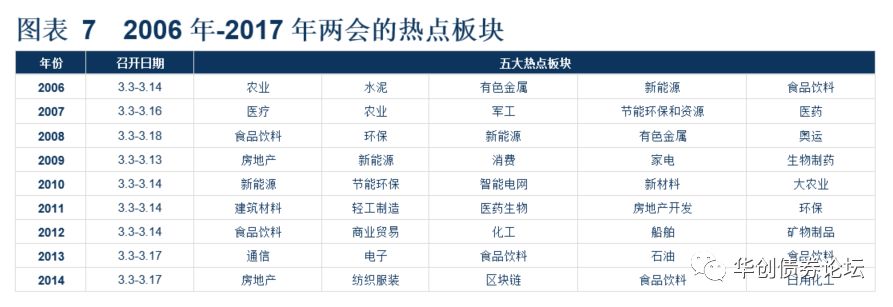 图表 7 2006 年-2017 年两会的热点板块
年份 召开日期 五大热点板块
2006 3.3-3.14 农业 水泥 有色金属 新能源 食品饮料
2007 3.3-3.16 医疗 农业 军工 节能环保和资源 医药
2008 3.3-3.18 食品饮料 环保 新能源 有色金属 奥运
2009 3.3-3.13 房地产 新能源 消费 家电 生物制药
2010 3.3-3.14 新能源 节能环保 智能电网 新材料 大农业
2011 3.3-3.14 建筑材料 轻工制造 医药生物 房地产开发 环保
2012 3.3-3.14 食品饮料 商业贸易 化工 船舶 矿物制品
2013 3.3-3.17 通信 电子 食品饮料 石油 食品饮料
2014 3.3-3.17 房地产 纺织服装 区块链 食品饮料 日用化工
华创债券论坛